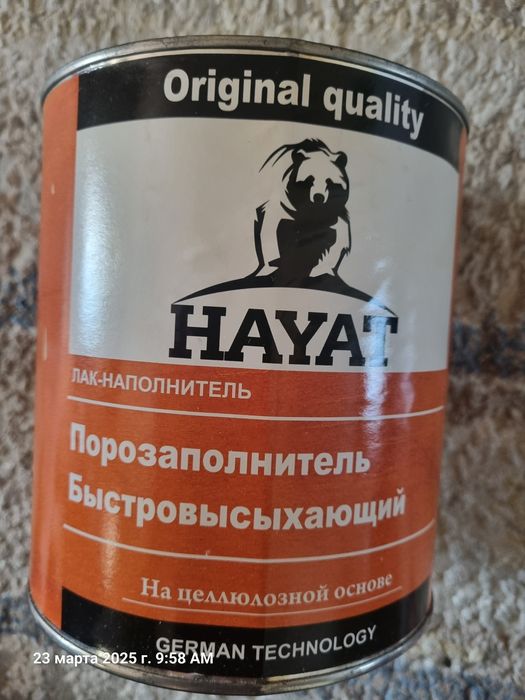 Original quality
HAYAT
ЛАК-НАПОЛНИТЕЛЬ
Порозаполнитель
Быстровысыхающий
На целлюлозной основе
GERMAN TECHNOLOGY
23 марта 2025 г. 9:58 AM